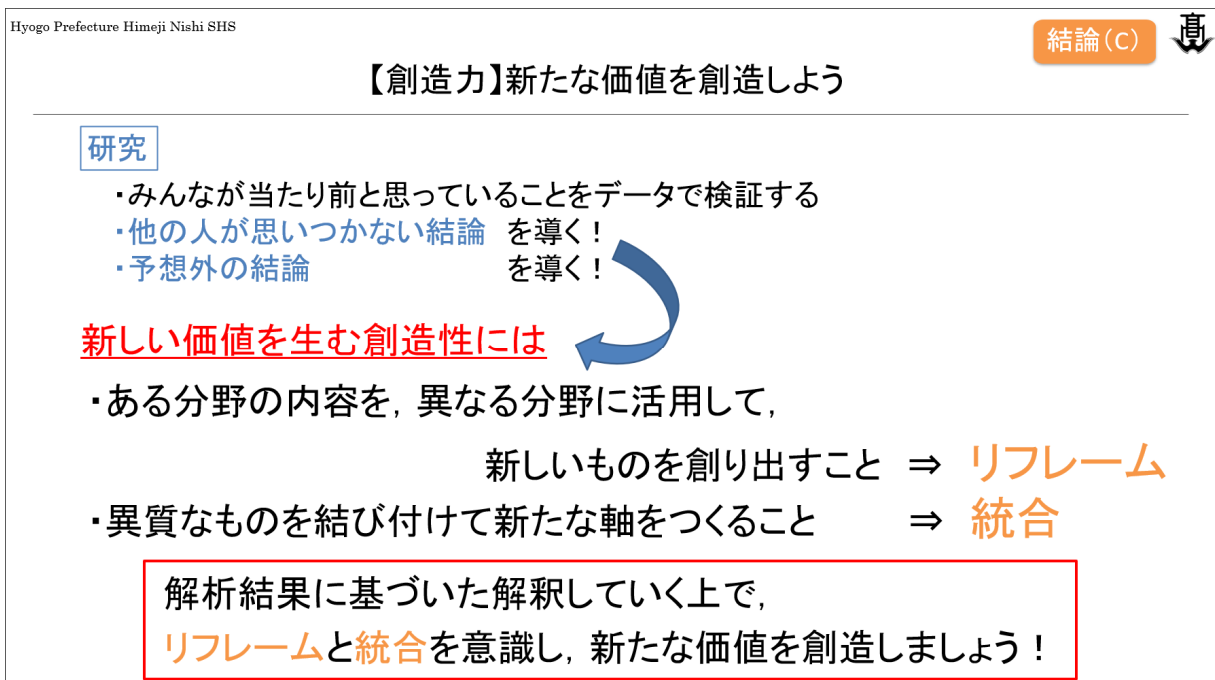 Hyogo Prefecture Himeji Nishi SHS
結論(C)
高
【創造力】新たな価値を創造しよう
研究
・みんなが当たり前と思っていることをデータで検証する
・他の人が思いつかない結論 を導く!
・予想外の結論 を導く!
新しい価値を生む創造性には
・ある分野の内容を,異なる分野に活用して,
新しいものを創り出すこと ⇒ リフレーム
・異質なものを結び付けて新たな軸をつくること ⇒ 統合
解析結果に基づいた解釈していく上で,
リフレームと統合を意識し,新たな価値を創造しましょう!